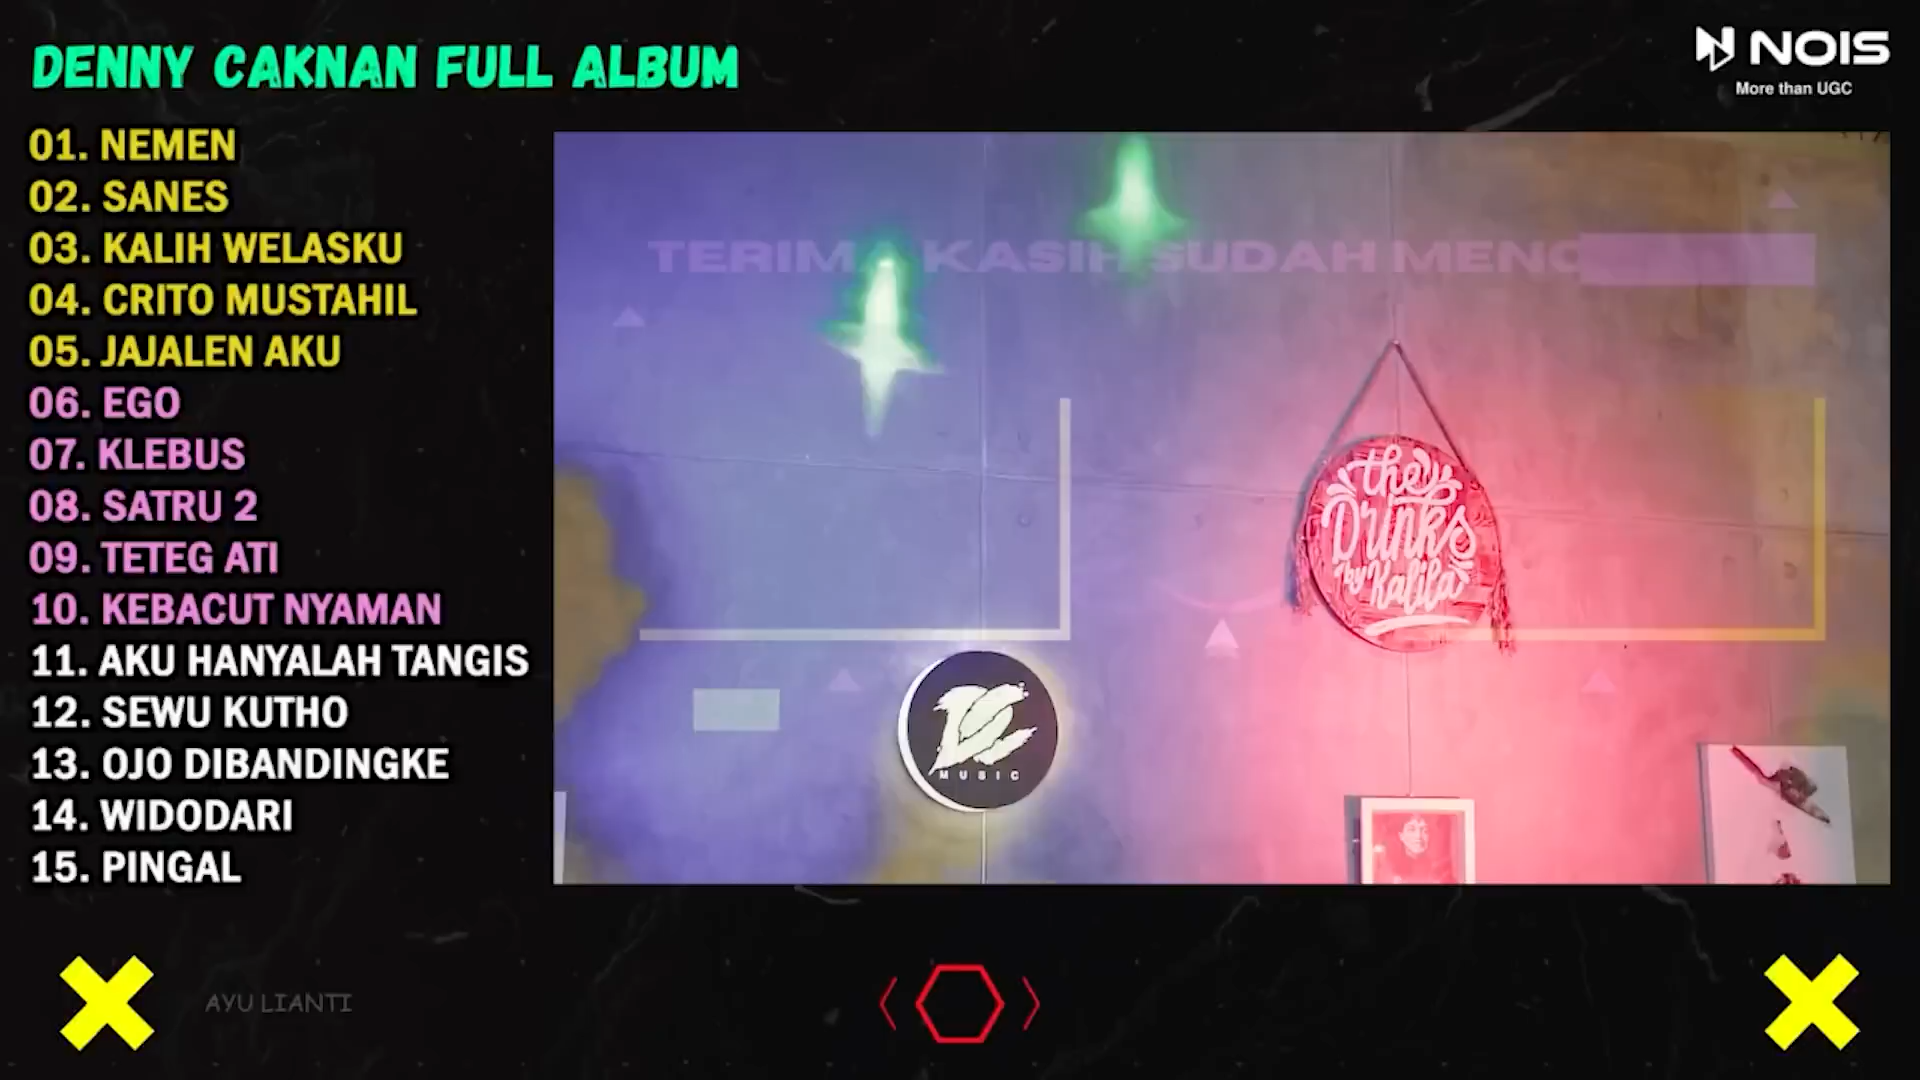 DENNY CAKNAN FULL ALBUM
NOIS
More than UGC
01. NEMEN
02. SANES
03. KALIH WELASKU
04. CRITO MUSTAHIL
05. JAJALEN AKU
06. EGO
07. KLEBUS
08. SATRU 2
09. TETEG ATI
10. KEBACUT NYAMAN
11. AKU HANYALAH TANGIS
12. SEWU KUTHO
13. OJO DIBANDINGKE
14. WIDODARI
15. PINGAL
TERIMA KASIH SUDAH MENO
the
Drinks
by Kalila
DC
MUSIC
AYU LIANTI